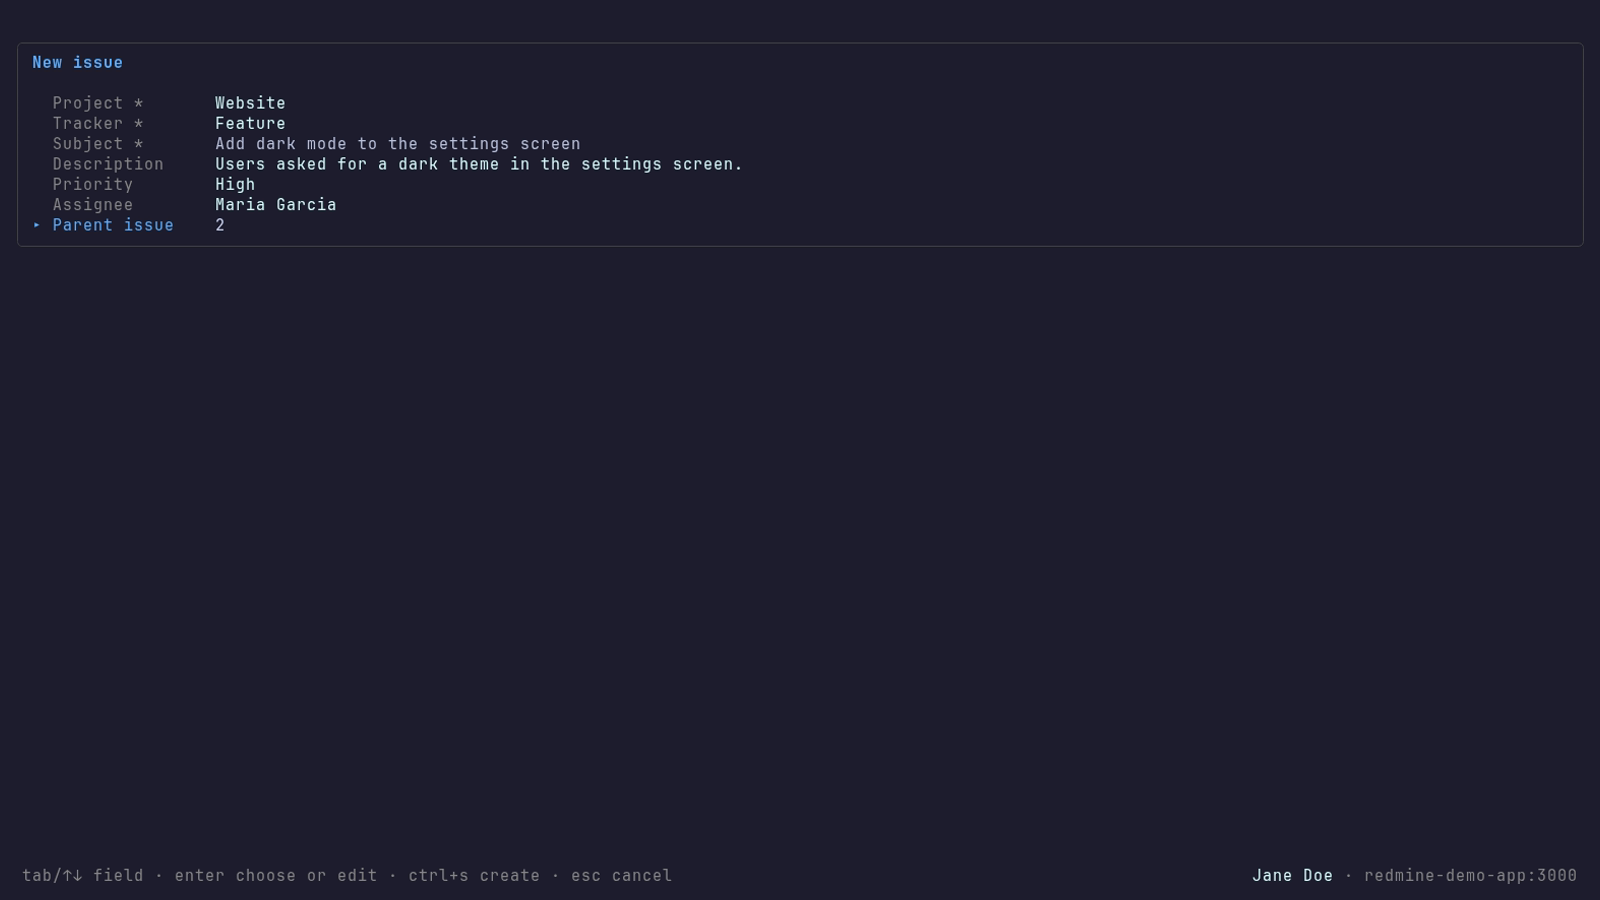 New issue
Project * Website
Tracker * Feature
Subject * Add dark mode to the settings screen
Description Users asked for a dark theme in the settings screen.
Priority High
Assignee Maria Garcia
▸ Parent issue 2
tab/↑↓ field · enter choose or edit · ctrl+s create · esc cancel Jane Doe · redmine-demo-app:3000